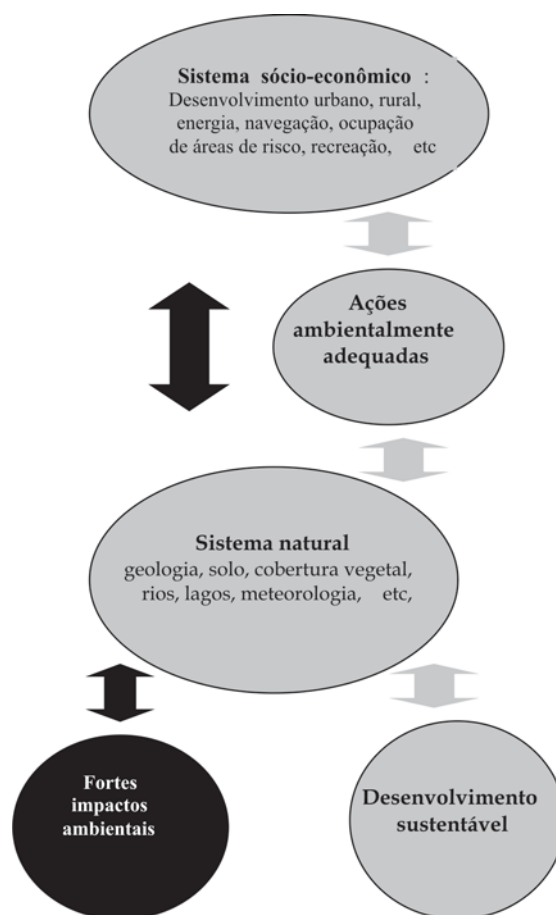 Sistema sócio-econômico :
Desenvolvimento urbano, rural,
energia, navegação, ocupação
de áreas de risco, recreação, etc
Ações
ambientalmente
adequadas
Sistema natural
geologia, solo, cobertura vegetal,
rios, lagos, meteorologia, etc,
Fortes
impactos
ambientais
Desenvolvimento
sustentável